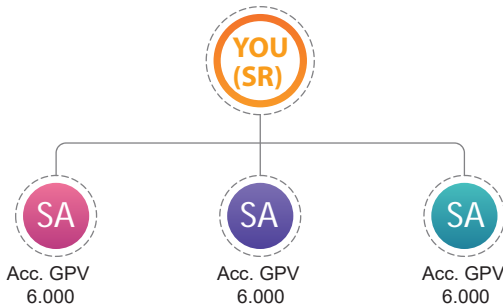 YOU
(SR)
SA
SA
SA
Acc. GPV
6.000
Acc. GPV
6.000
Acc. GPV
6.000